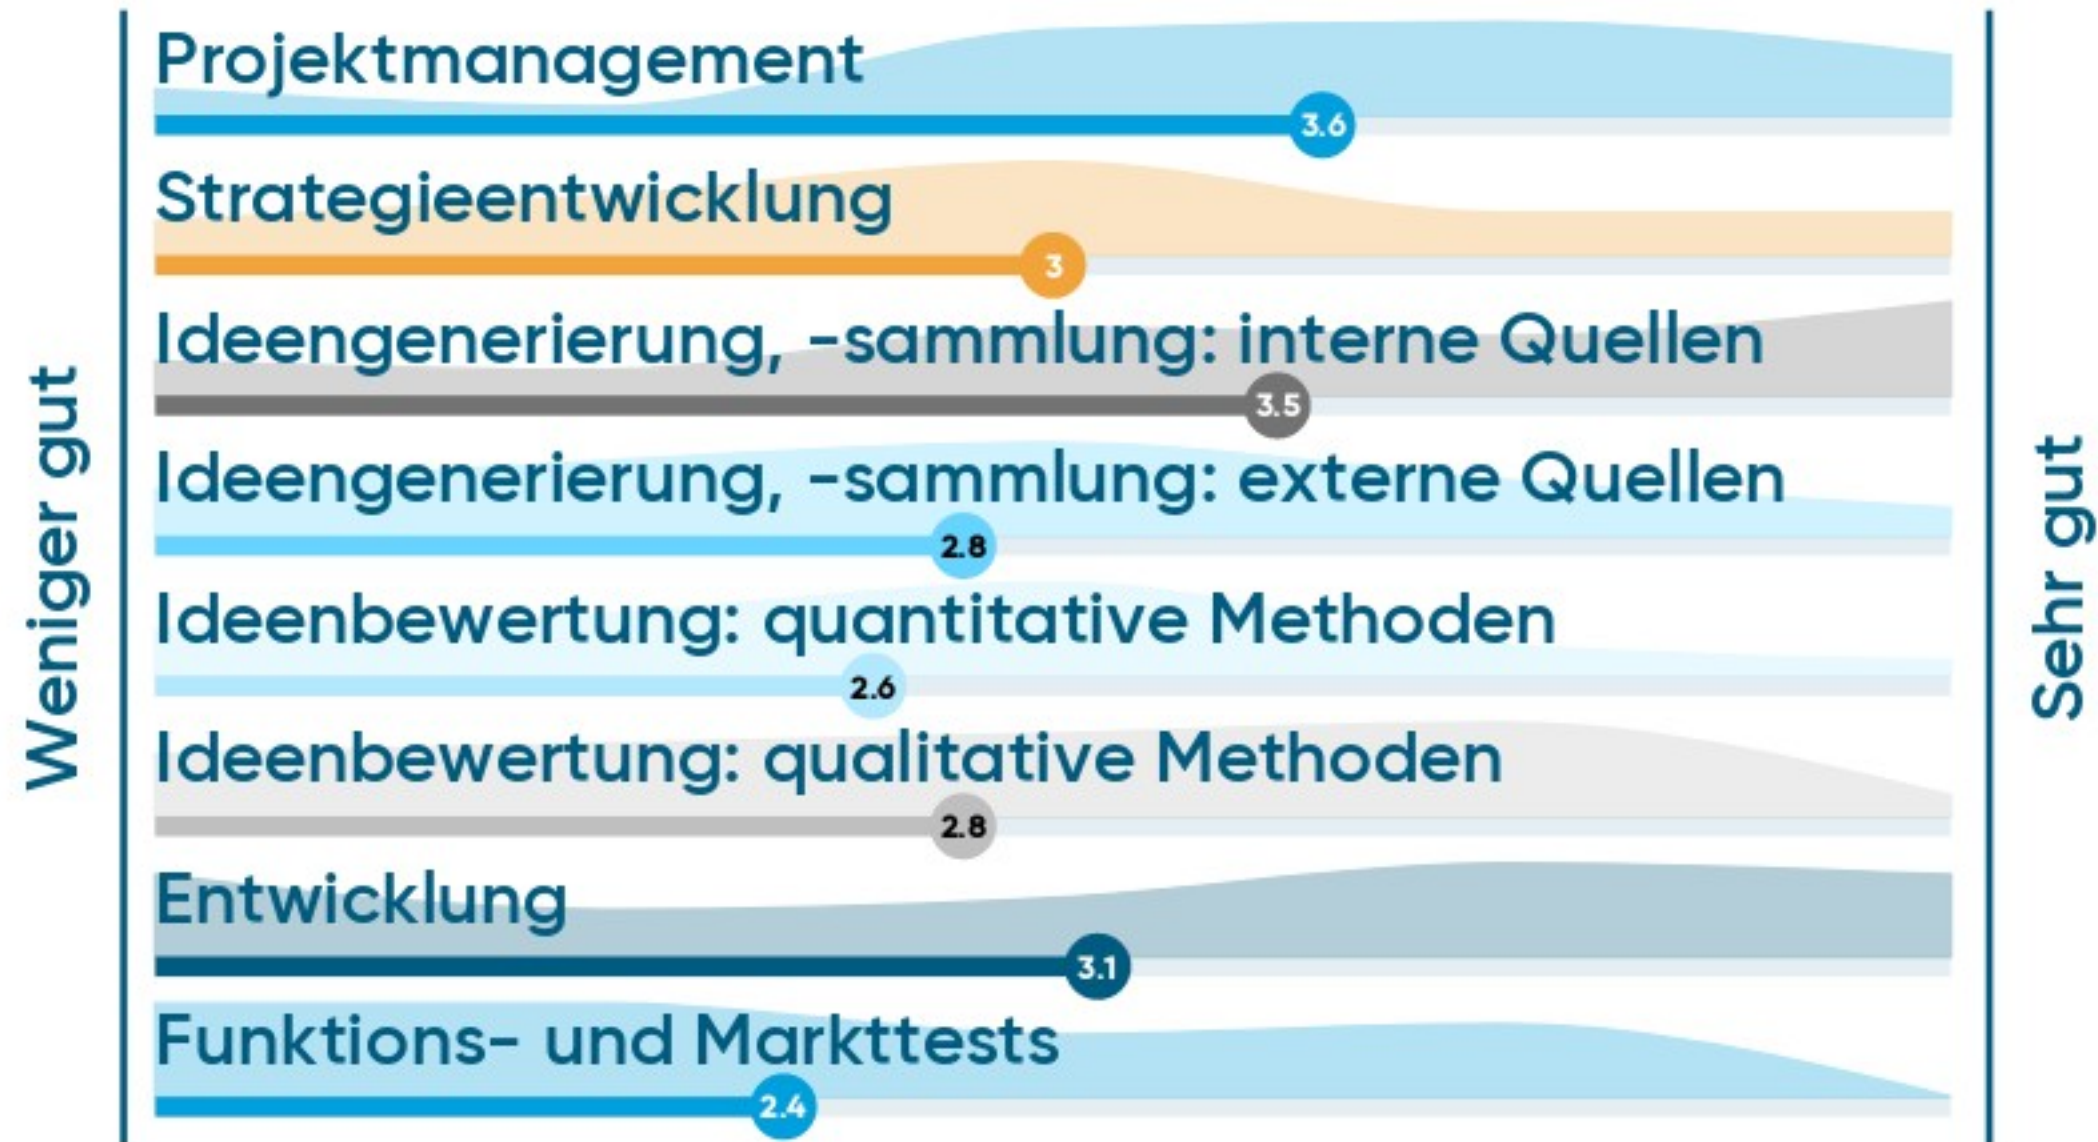 Weniger gut
Projektmanagement
3.6
Strategieentwicklung
3
Ideengenerierung, -sammlung: interne Quellen
3.5
Ideengenerierung, -sammlung: externe Quellen
2.8
Ideenbewertung: quantitative Methoden
2.6
Ideenbewertung: qualitative Methoden
2.8
Entwicklung
3.1
Funktions- und Markttests
2.4
Sehr gut